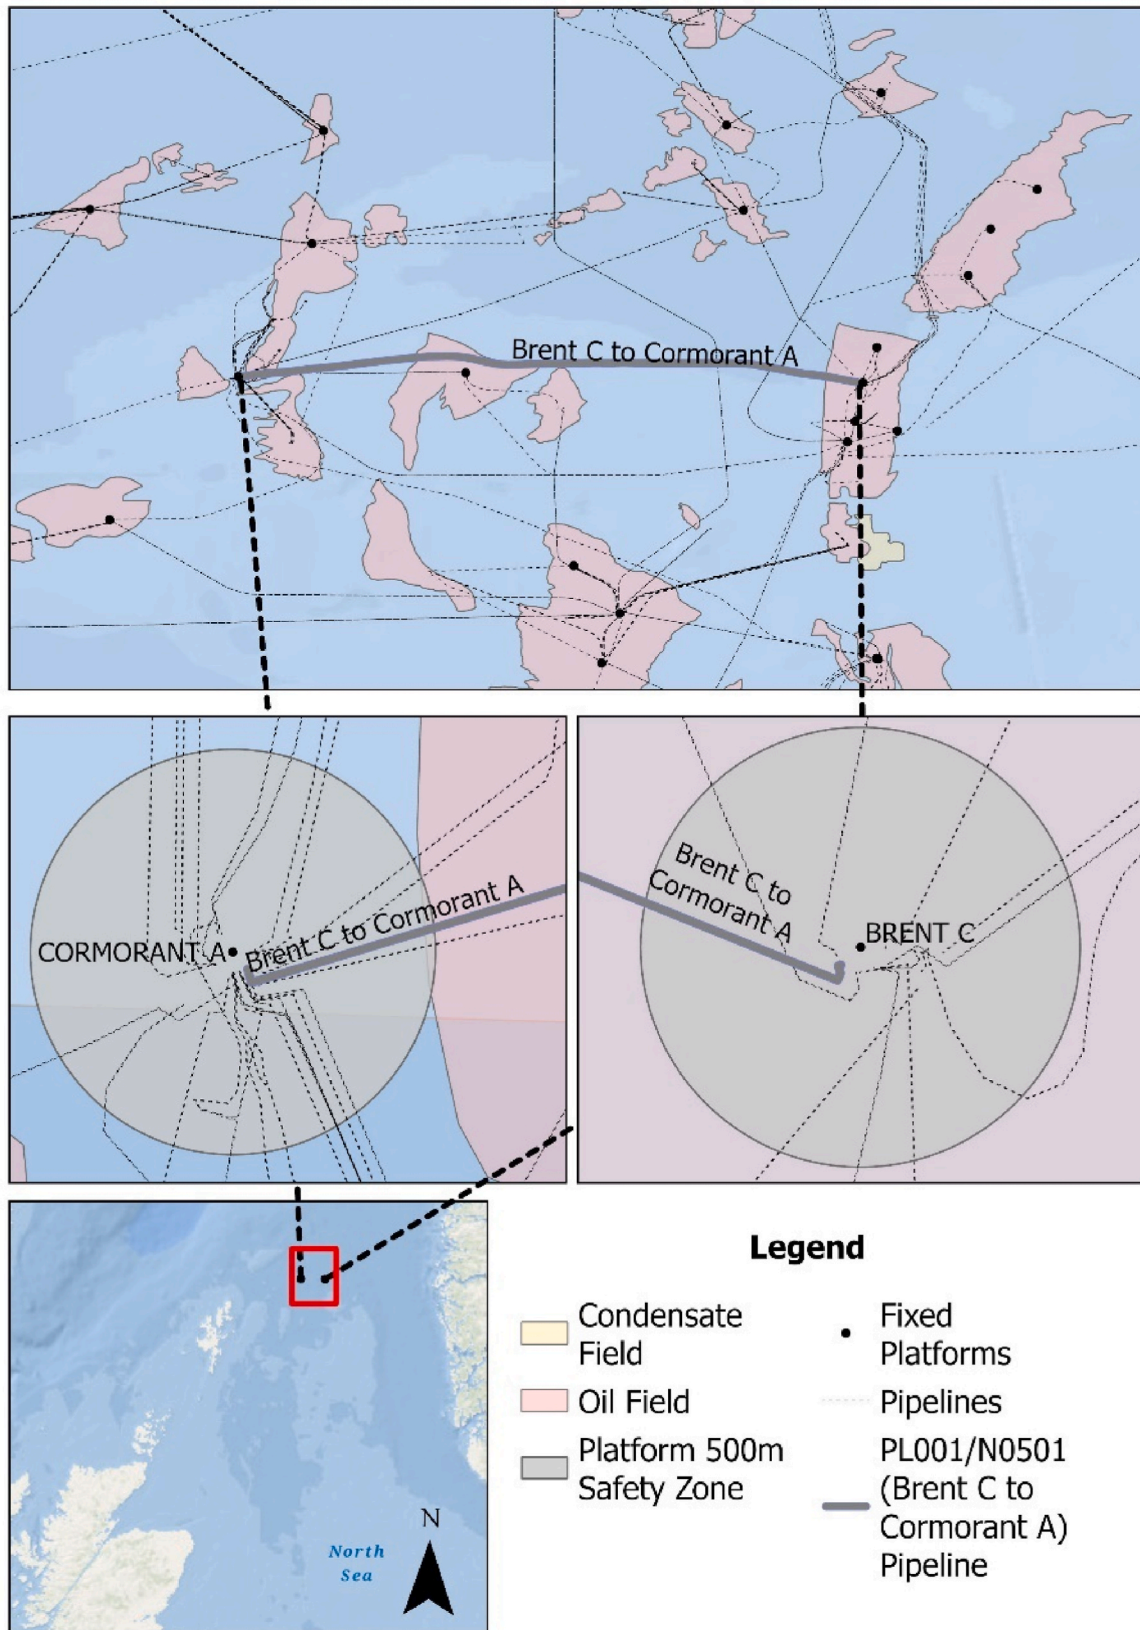 Brent C to Cormorant A
CORMORANT A
Brent C to Cormorant A
Brent C to
Cormorant A
BRENT C
N
North
Sea
Legend
Condensate
Field
Oil Field
Platform 500m
Safety Zone
Fixed
Platforms
Pipelines
PL001/N0501
(Brent C to
Cormorant A)
Pipeline